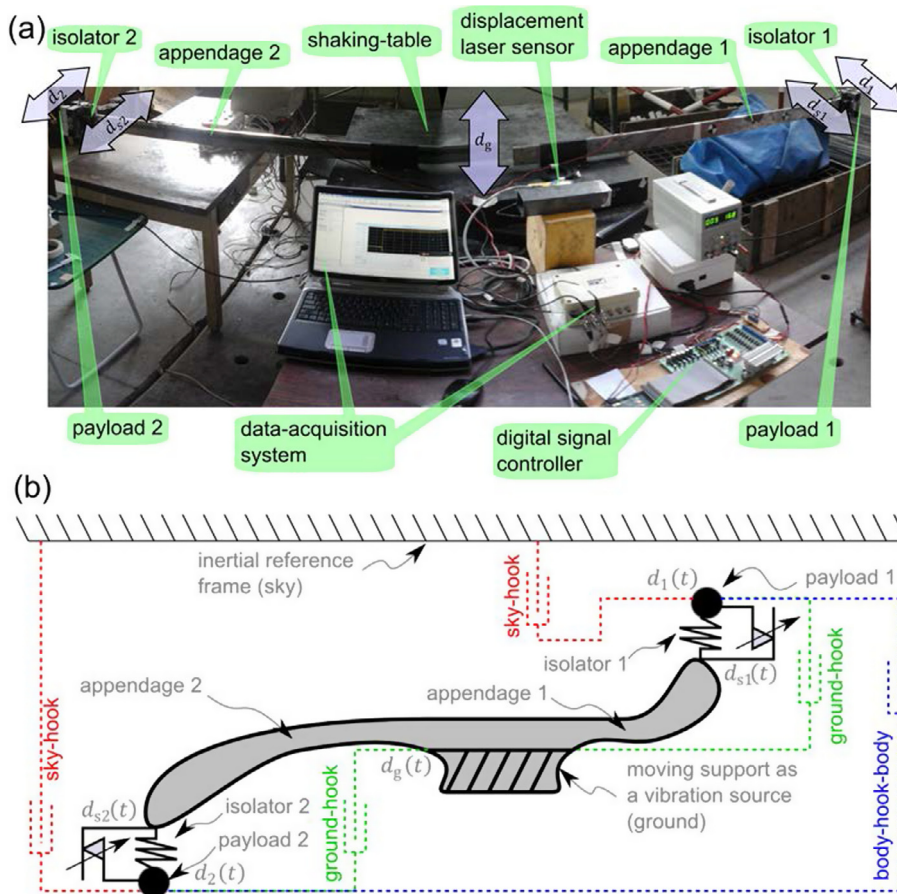 (a)
isolator 2
appendage 2
shaking-table
displacement
laser sensor
appendage 1
isolator 1
d2
ds2
dg
ds1
d1
payload 2
data-acquisition
system
digital signal
controller
payload 1
(b)
inertial reference
frame (sky)
sky-hook
d1(t)
payload 1
isolator 1
ds1(t)
ground-hook
appendage 2
appendage 1
sky-hook
dg(t)
ground-hook
moving support as
a vibration source
(ground)
body-hook-body
ds2(t)
isolator 2
payload 2
d2(t)